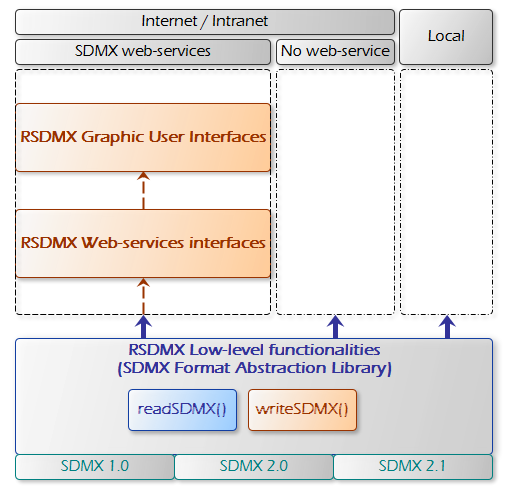 Internet / Intranet
Local
SDMX web-services
No web-service
RSDMX Graphic User Interfaces
RSDMX Web-services interfaces
RSDMX Low-level functionalities
(SDMX Format Abstraction Library)
readSDMX()
writeSDMX()
SDMX 1.0
SDMX 2.0
SDMX 2.1